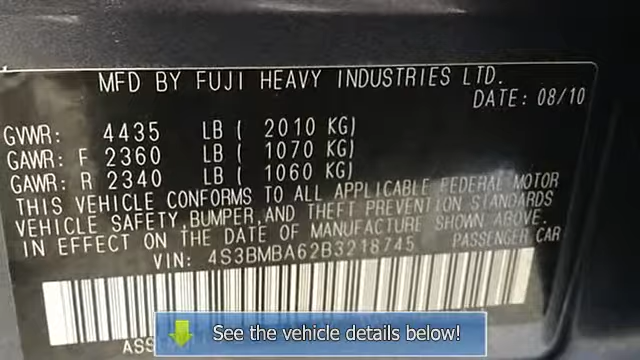 MFD BY FUJI HEAVY INDUSTRIES LTD.
DATE: 08/10
GVWR: 4435 LB ( 2010 KG)
GAWR: F 2360 LB ( 1070 KG)
GAWR: R 2340 LB ( 1060 KG)
THIS VEHICLE CONFORMS TO ALL APPLICABLE FEDERAL MOTOR
VEHICLE SAFETY,BUMPER,AND THEFT PREVENTION STANDARDS
IN EFFECT ON THE DATE OF MANUFACTURE SHOWN ABOVE.
VIN: 4S3BMBA62B3218745 PASSENGER CAR
See the vehicle details below!